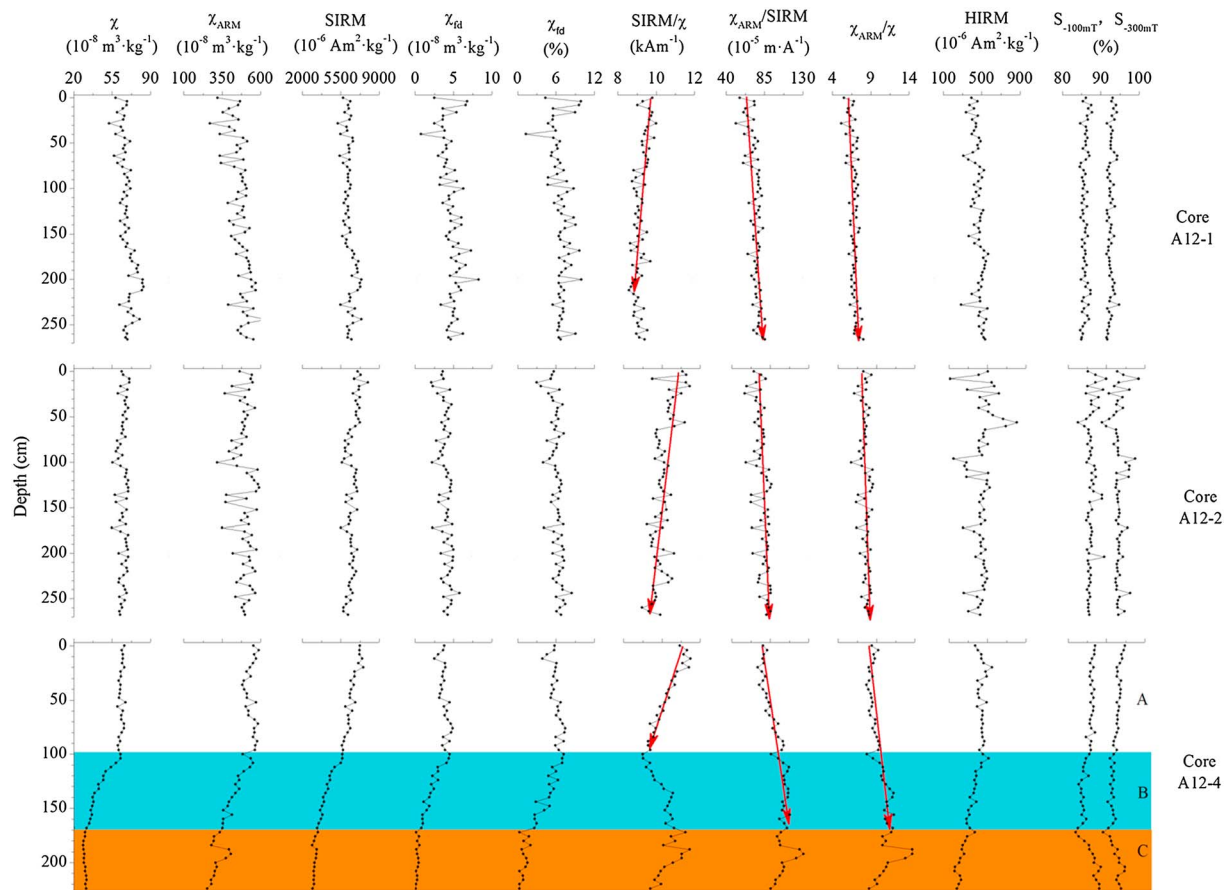 χ χARM SIRM χfd χfd SIRM/χ χARM/SIRM χARM/χ HIRM S-100mT, S-300mT
(10-8 m3·kg-1) (10-8 m3·kg-1) (10-6 Am2·kg-1) (10-8 m3·kg-1) (%) (kAm-1) (10-5 m·A-1) (10-6 Am2·kg-1) (%)
20 55 90 100 350 600 2000 5500 9000 0 5 10 0 6 12 8 10 12 40 85 130 4 9 14 100 500 900 80 90 100
0
50
100
150
200
250
Core
A12-1
0
50
100
150
200
250
Core
A12-2
Depth (cm)
0
50
100
150
200
A
B
C
Core
A12-4